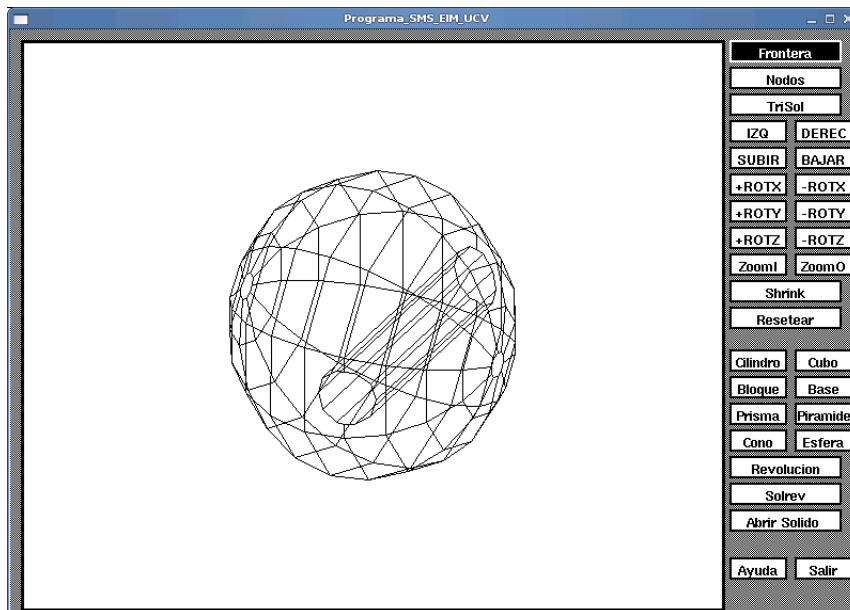 Programa_SMS_EIM_UCV
Frontera
Nodos
TriSol
IZQ DEREC
SUBIR BAJAR
+ROTX -ROTX
+ROTY -ROTY
+ROTZ -ROTZ
ZoomI ZoomO
Shrink
Resetear
Cilindro Cubo
Bloque Base
Prisma Piramide
Cono Esfera
Revolucion
Solrev
Abrir Solido
Ayuda Salir